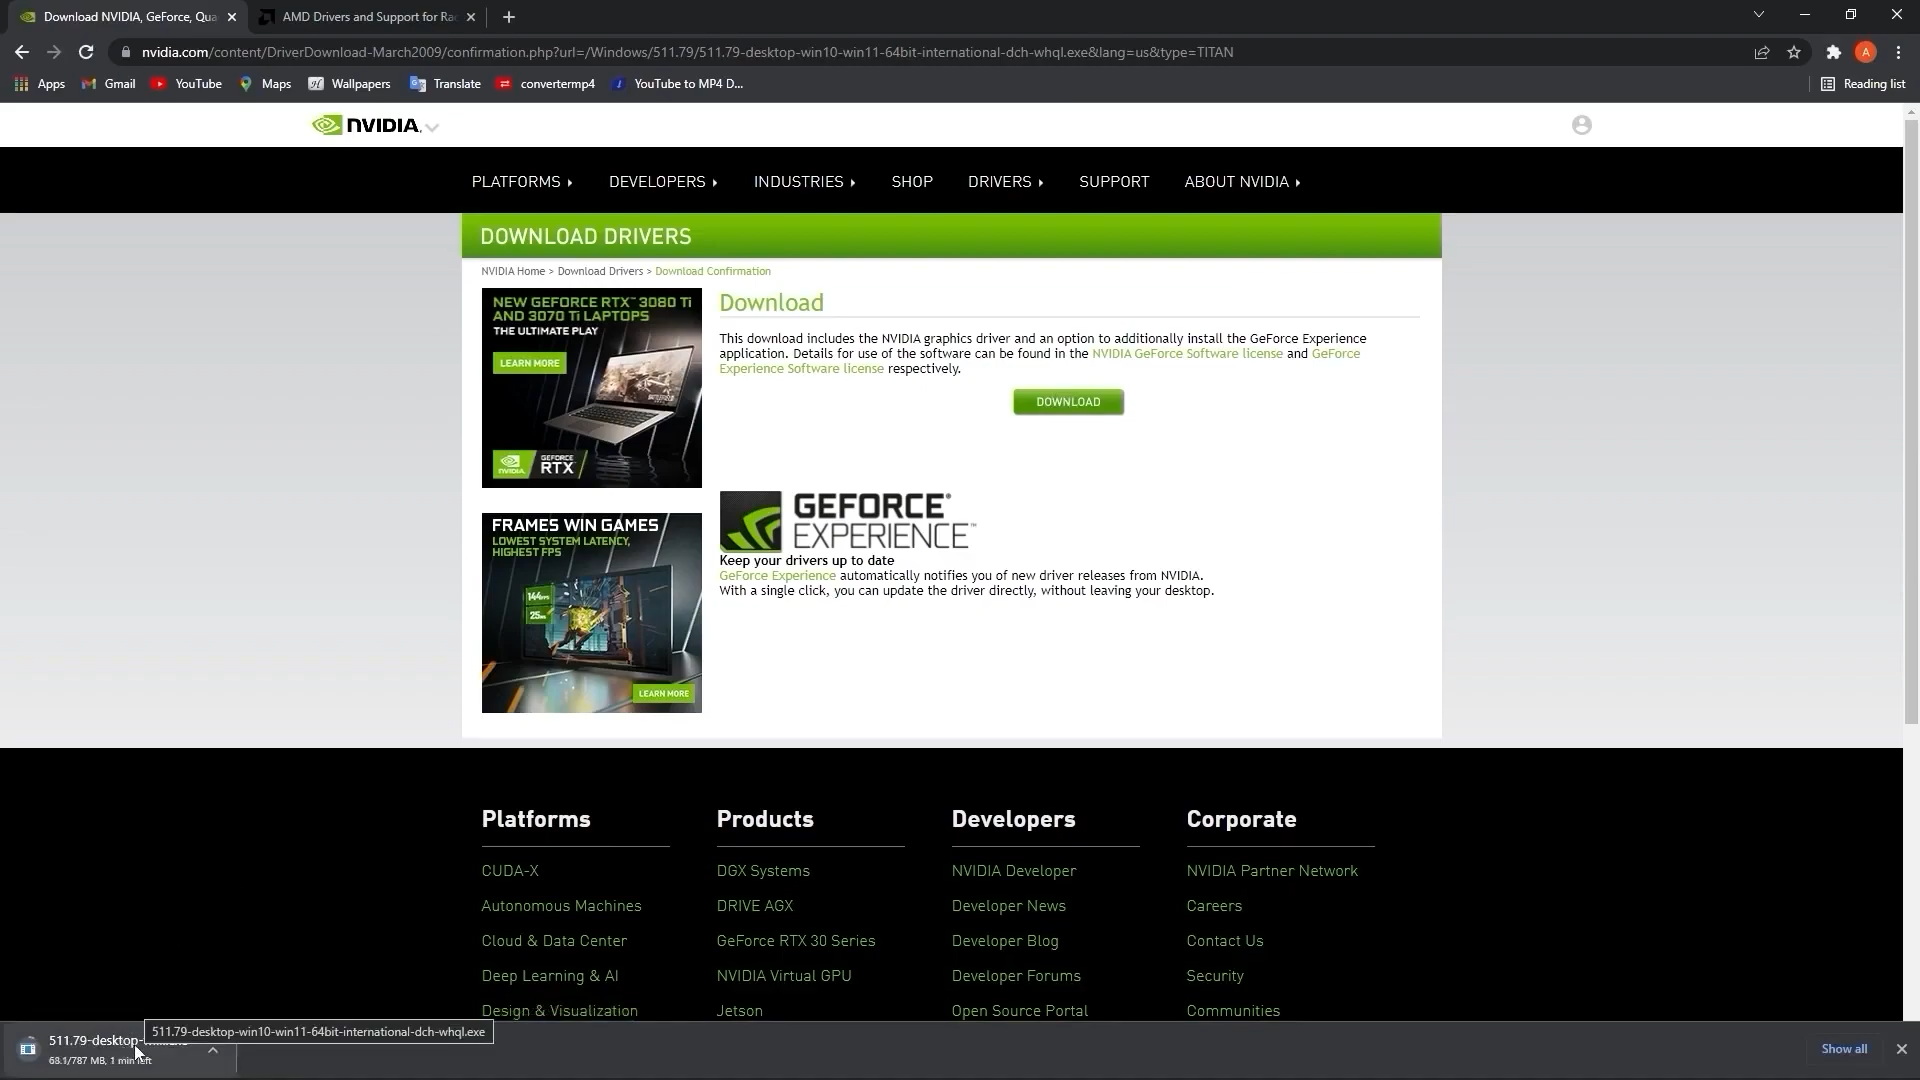 Download NVIDIA, GeForce, Qua
AMD Drivers and Support for Ra
nvidia.com/content/DriverDownload-March2009/confirmation.php?url=/Windows/511.79/511.79-desktop-win10-win11-64bit-international-dch-whql.exe&lang=us&type=TITAN
A
Apps
Gmail
YouTube
Maps
Wallpapers
Translate
convertermp4
YouTube to MP4 D...
Reading list
NVIDIA.
PLATFORMS
DEVELOPERS
INDUSTRIES
SHOP
DRIVERS
SUPPORT
ABOUT NVIDIA
DOWNLOAD DRIVERS
NVIDIA Home > Download Drivers > Download Confirmation
NEW GEFORCE RTX™ 3080 Ti
AND 3070 Ti LAPTOPS
THE ULTIMATE PLAY
LEARN MORE
NVIDIA.
GEFORCE
RTX
Download
This download includes the NVIDIA graphics driver and an option to additionally install the GeForce Experience
application. Details for use of the software can be found in the NVIDIA GeForce Software license and GeForce
Experience Software license respectively.
DOWNLOAD
FRAMES WIN GAMES
LOWEST SYSTEM LATENCY,
HIGHEST FPS
LEARN MORE
GEFORCE®
EXPERIENCE™
Keep your drivers up to date
GeForce Experience automatically notifies you of new driver releases from NVIDIA.
With a single click, you can update the driver directly, without leaving your desktop.
Platforms
CUDA-X
Autonomous Machines
Cloud & Data Center
Deep Learning & AI
Design & Visualization
Products
DGX Systems
DRIVE AGX
GeForce RTX 30 Series
NVIDIA Virtual GPU
Jetson
Developers
NVIDIA Developer
Developer News
Developer Blog
Developer Forums
Open Source Portal
Corporate
NVIDIA Partner Network
Careers
Contact Us
Security
Communities
511.79-desktop-win10-win11-64bit-international-dch-whql.exe
511.79-desktop-
68.1/787 MB, 1 min left
Show all